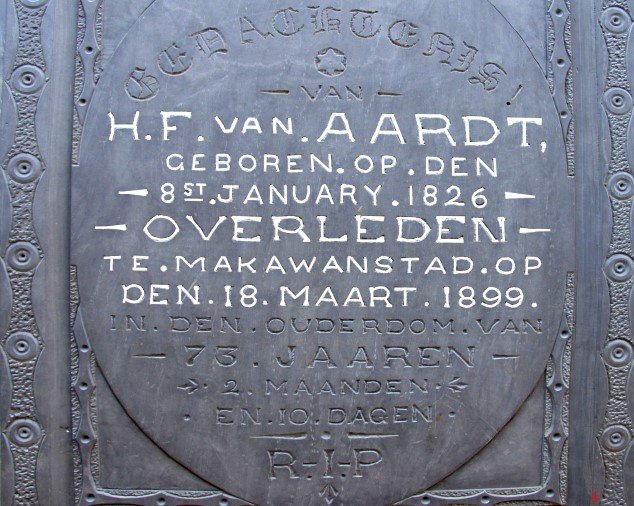 GEDACHTENIS!
— VAN —
H. F. VAN. AARDT,
GEBOREN. OP. DEN
— 8ST. JANUARY. 1826 —
— OVERLEDEN —
TE. MAKAWANSTAD. OP
DEN. 18. MAART. 1899.
IN. DEN. OUDERDOM. VAN
— 73. JAAREN —
· 2. MAANDEN ·
· EN. 10. DAGEN ·
R-I-P